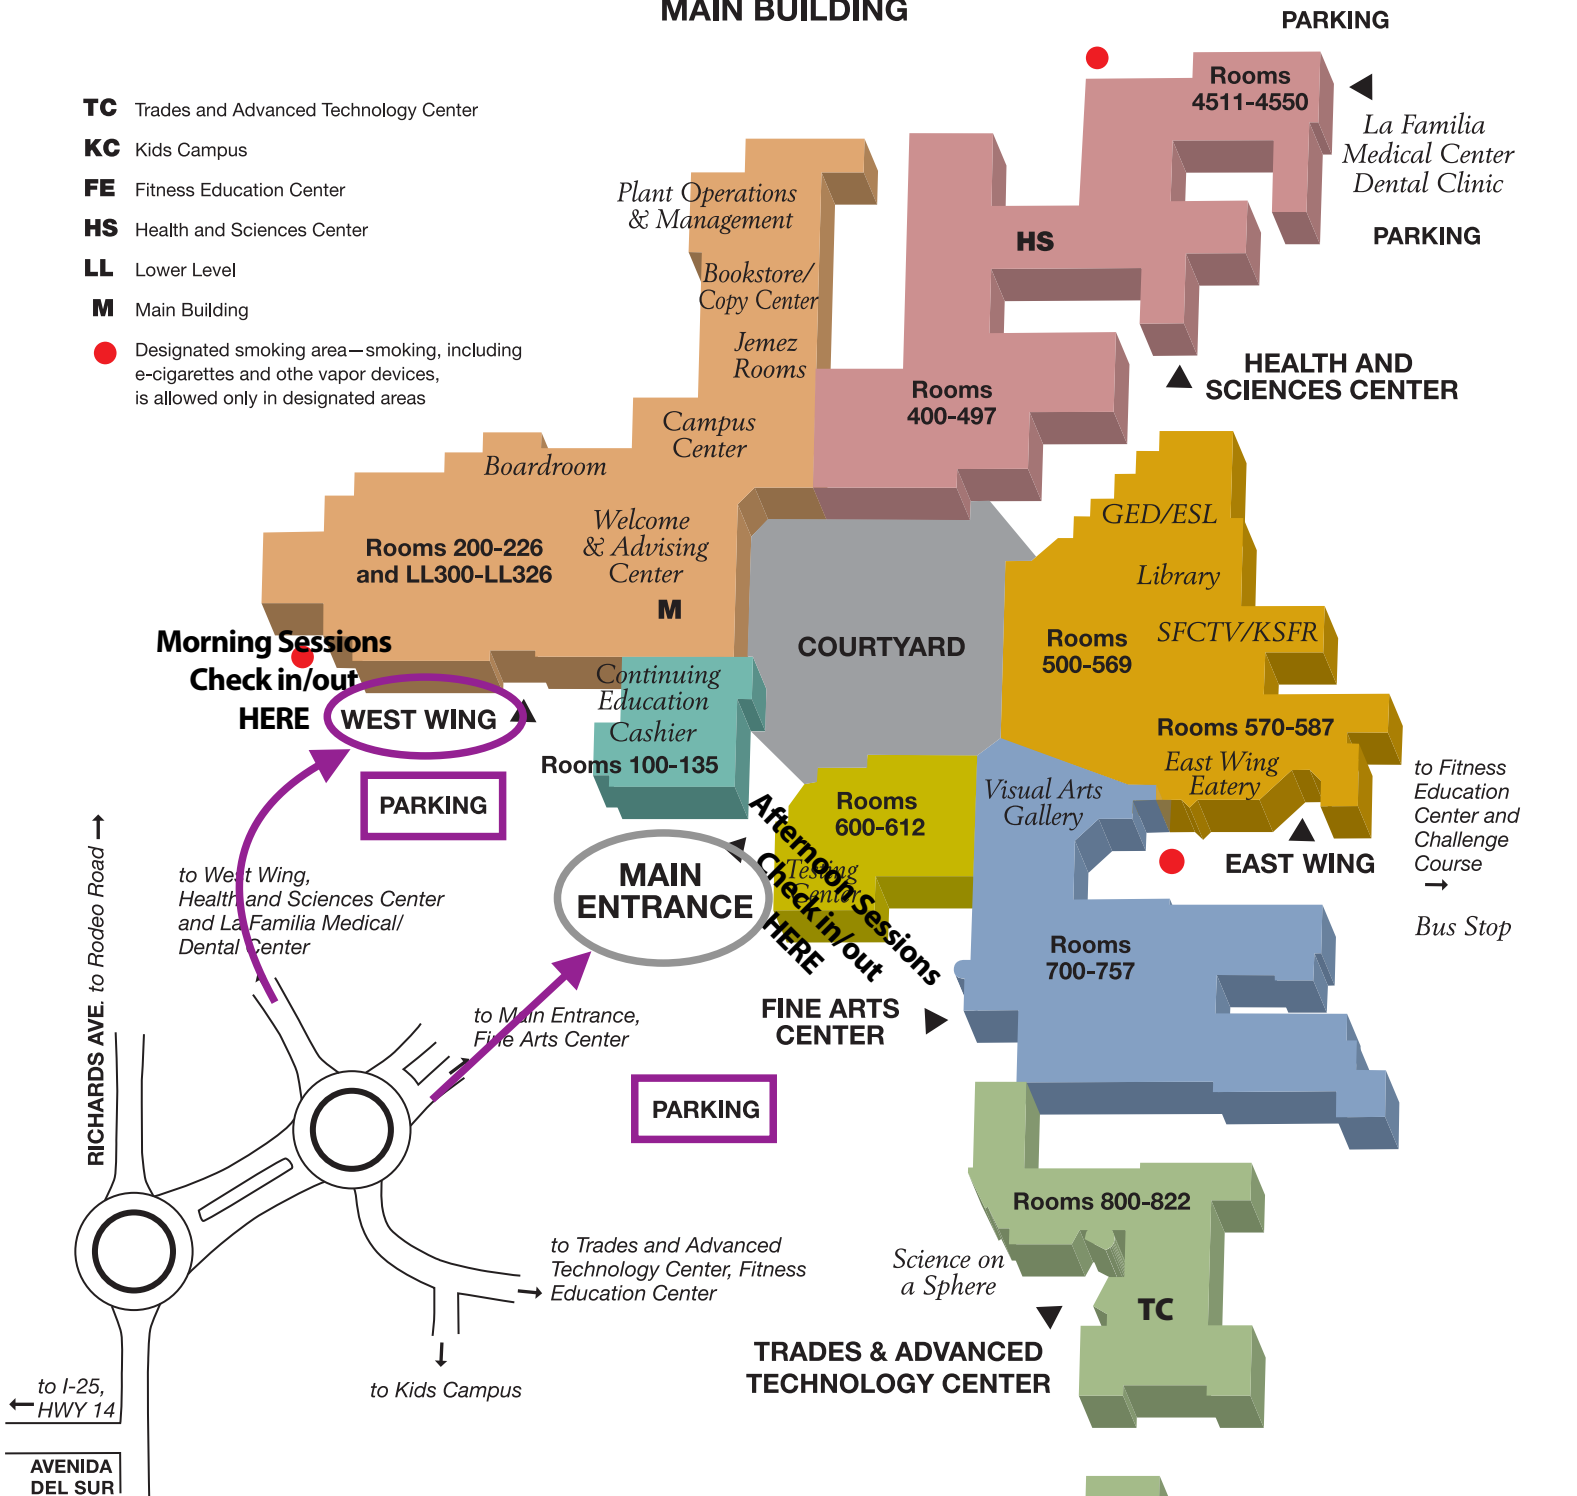 MAIN BUILDING
PARKING
TC Trades and Advanced Technology Center
KC Kids Campus
FE Fitness Education Center
HS Health and Sciences Center
LL Lower Level
M Main Building
Designated smoking area—smoking, including
e-cigarettes and othe vapor devices,
is allowed only in designated areas
Rooms
4511-4550
La Familia
Medical Center
Dental Clinic
PARKING
Plant Operations
& Management
Bookstore/
Copy Center
Jemez
Rooms
HS
HEALTH AND
SCIENCES CENTER
Rooms
400-497
Campus
Center
Boardroom
Welcome
& Advising
Center
Rooms 200-226
and LL300-LL326
M
GED/ESL
Library
SFCTV/KSFR
Rooms
500-569
COURTYARD
Morning Sessions
Check in/out
HERE
WEST WING
PARKING
Continuing
Education
Cashier
Rooms 100-135
Rooms 570-587
East Wing
Eatery
Visual Arts
Gallery
Rooms
600-612
Testing
Center
Afternoon Sessions
Check in/out
HERE
MAIN
ENTRANCE
EAST WING
to Fitness
Education
Center and
Challenge
Course
Bus Stop
Rooms
700-757
FINE ARTS
CENTER
to West Wing,
Health and Sciences Center
and La Familia Medical/
Dental Center
RICHARDS AVE. to Rodeo Road
to Main Entrance,
Fine Arts Center
PARKING
Rooms 800-822
Science on
a Sphere
TC
TRADES & ADVANCED
TECHNOLOGY CENTER
to Trades and Advanced
Technology Center, Fitness
Education Center
to Kids Campus
to I-25,
HWY 14
AVENIDA
DEL SUR